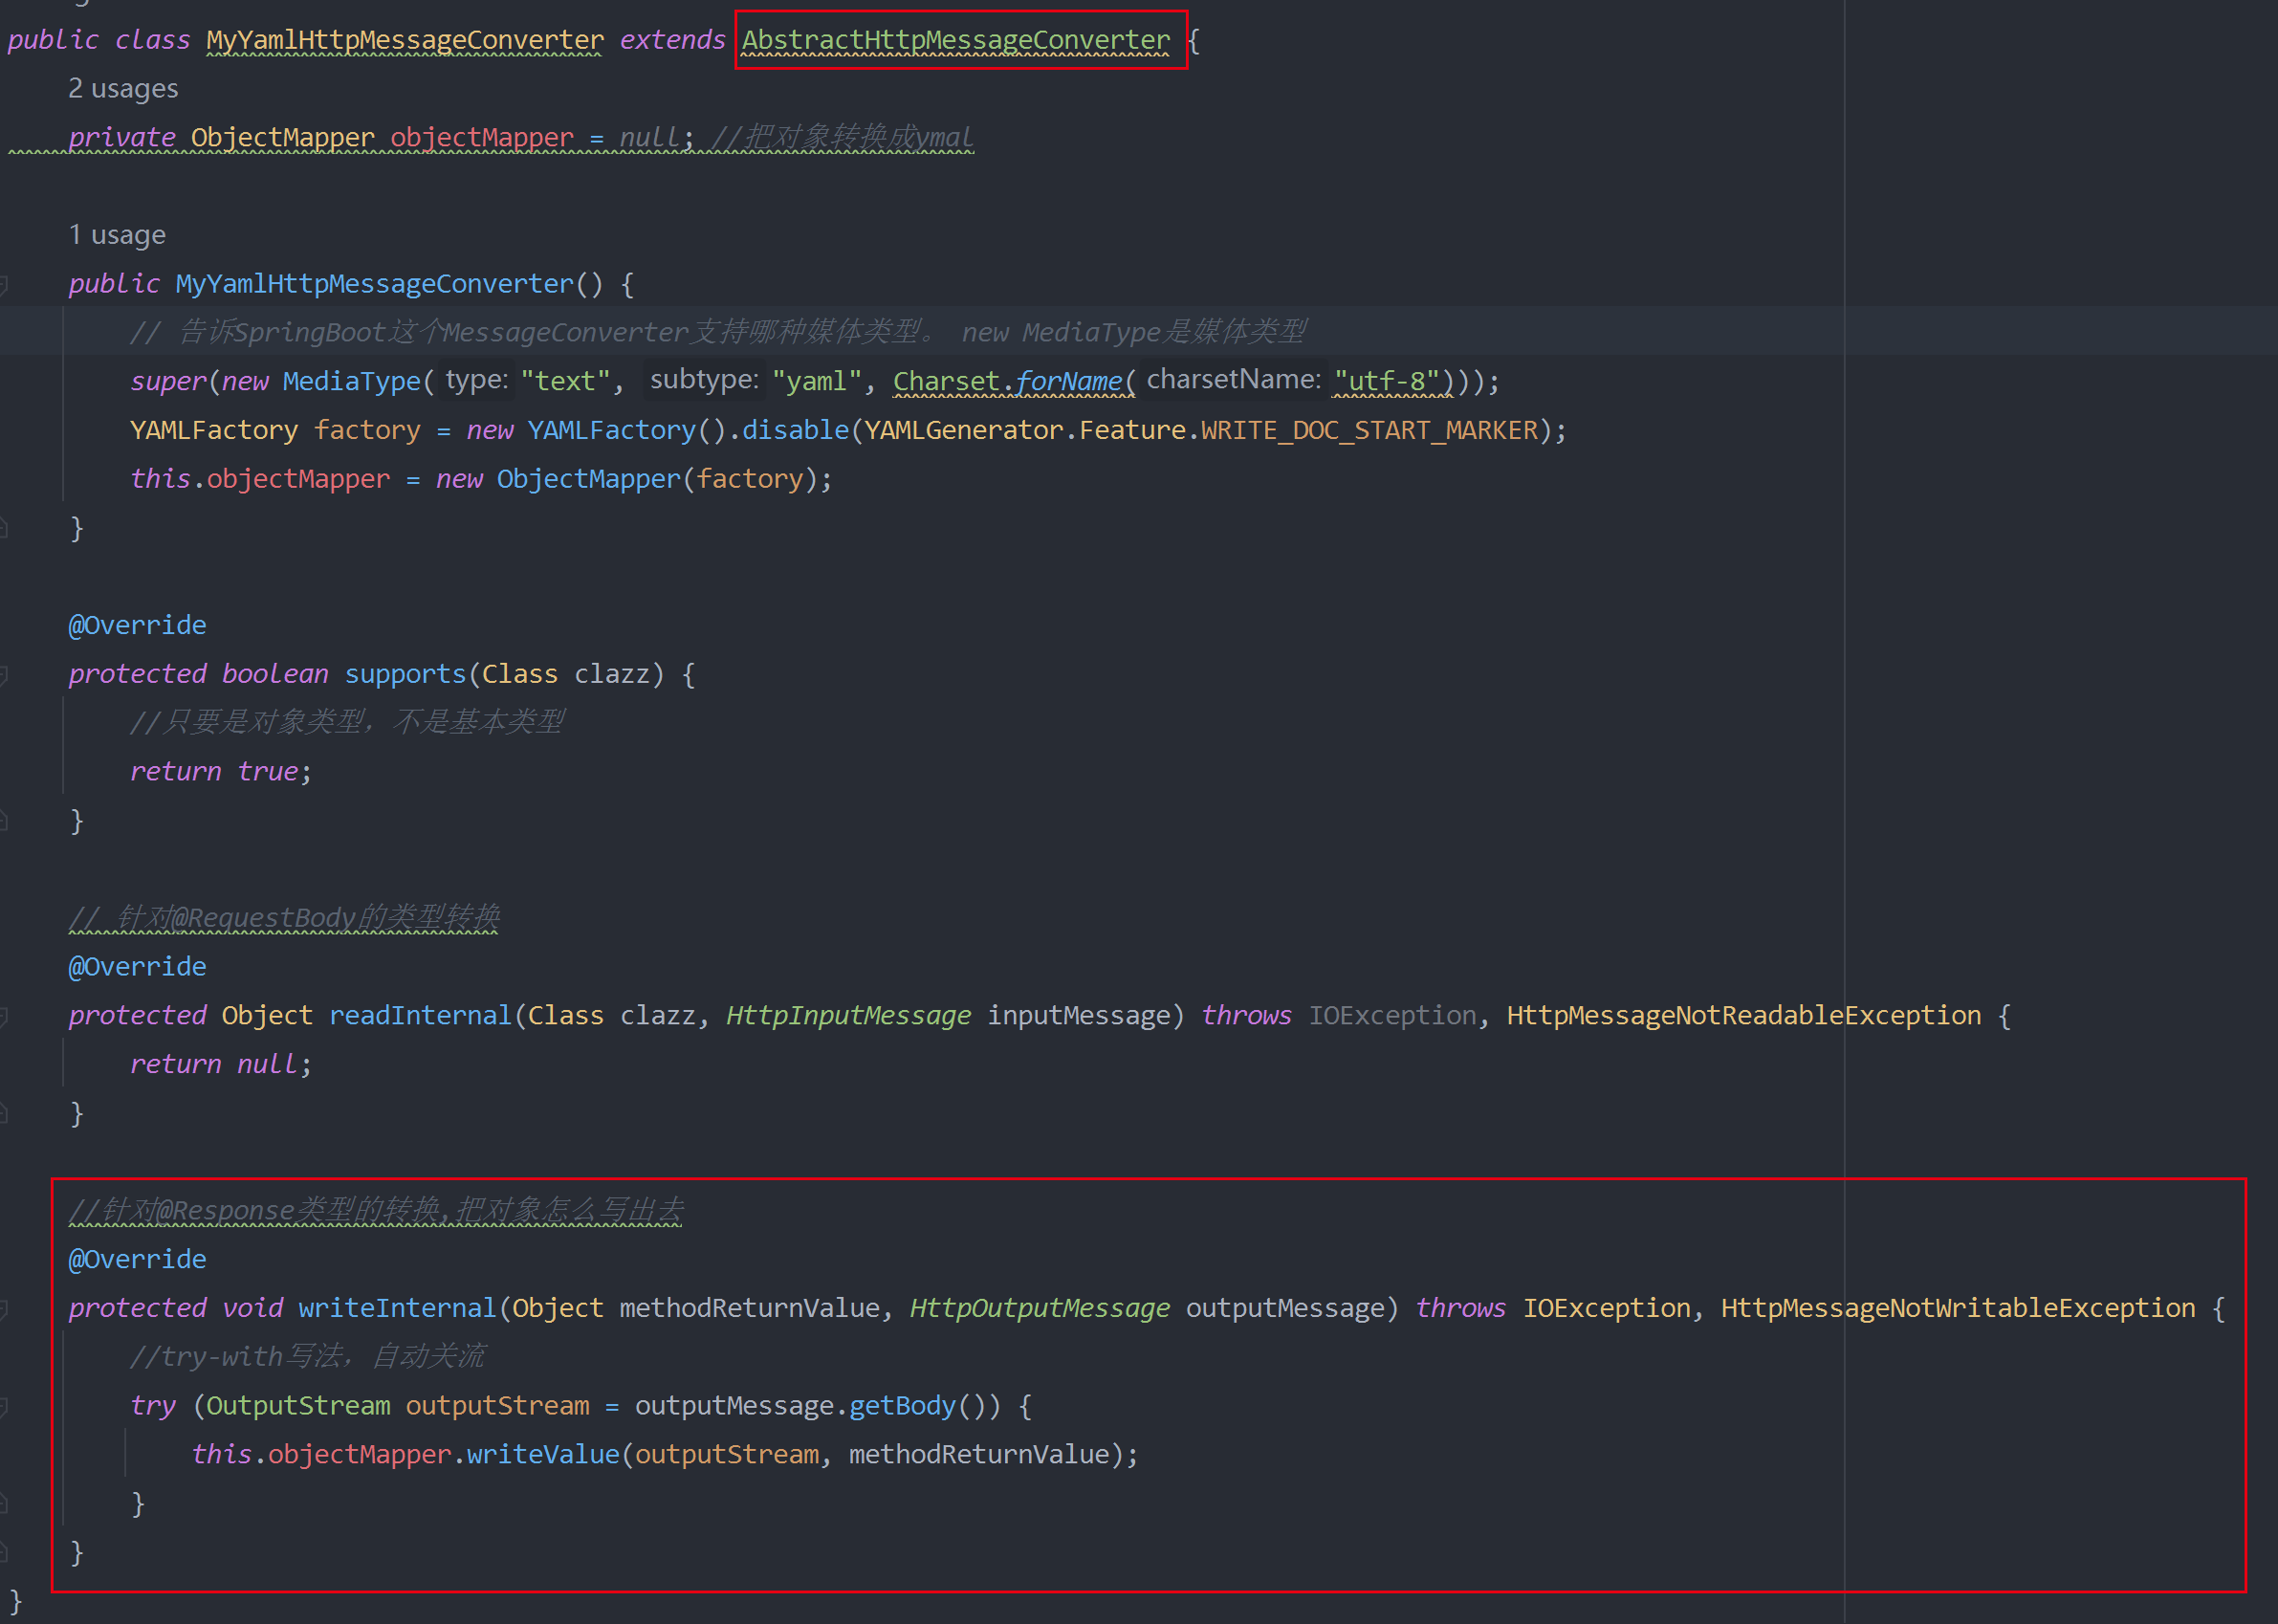 public class MyYamlHttpMessageConverter extends AbstractHttpMessageConverter {
2 usages
private ObjectMapper objectMapper = null; //把对象转换成ymal
1 usage
public MyYamlHttpMessageConverter() {
// 告诉SpringBoot这个MessageConverter支持哪种媒体类型。 new MediaType是媒体类型
super(new MediaType( type: "text", subtype: "yaml", Charset.forName( charsetName: "utf-8")));
YAMLFactory factory = new YAMLFactory().disable(YAMLGenerator.Feature.WRITE_DOC_START_MARKER);
this.objectMapper = new ObjectMapper(factory);
}
@Override
protected boolean supports(Class clazz) {
//只要是对象类型，不是基本类型
return true;
}
// 针对@RequestBody的类型转换
@Override
protected Object readInternal(Class clazz, HttpInputMessage inputMessage) throws IOException, HttpMessageNotReadableException {
return null;
}
//针对@Response类型的转换,把对象怎么写出去
@Override
protected void writeInternal(Object methodReturnValue, HttpOutputMessage outputMessage) throws IOException, HttpMessageNotWritableException {
//try-with写法，自动关流
try (OutputStream outputStream = outputMessage.getBody()) {
this.objectMapper.writeValue(outputStream, methodReturnValue);
}
}
}